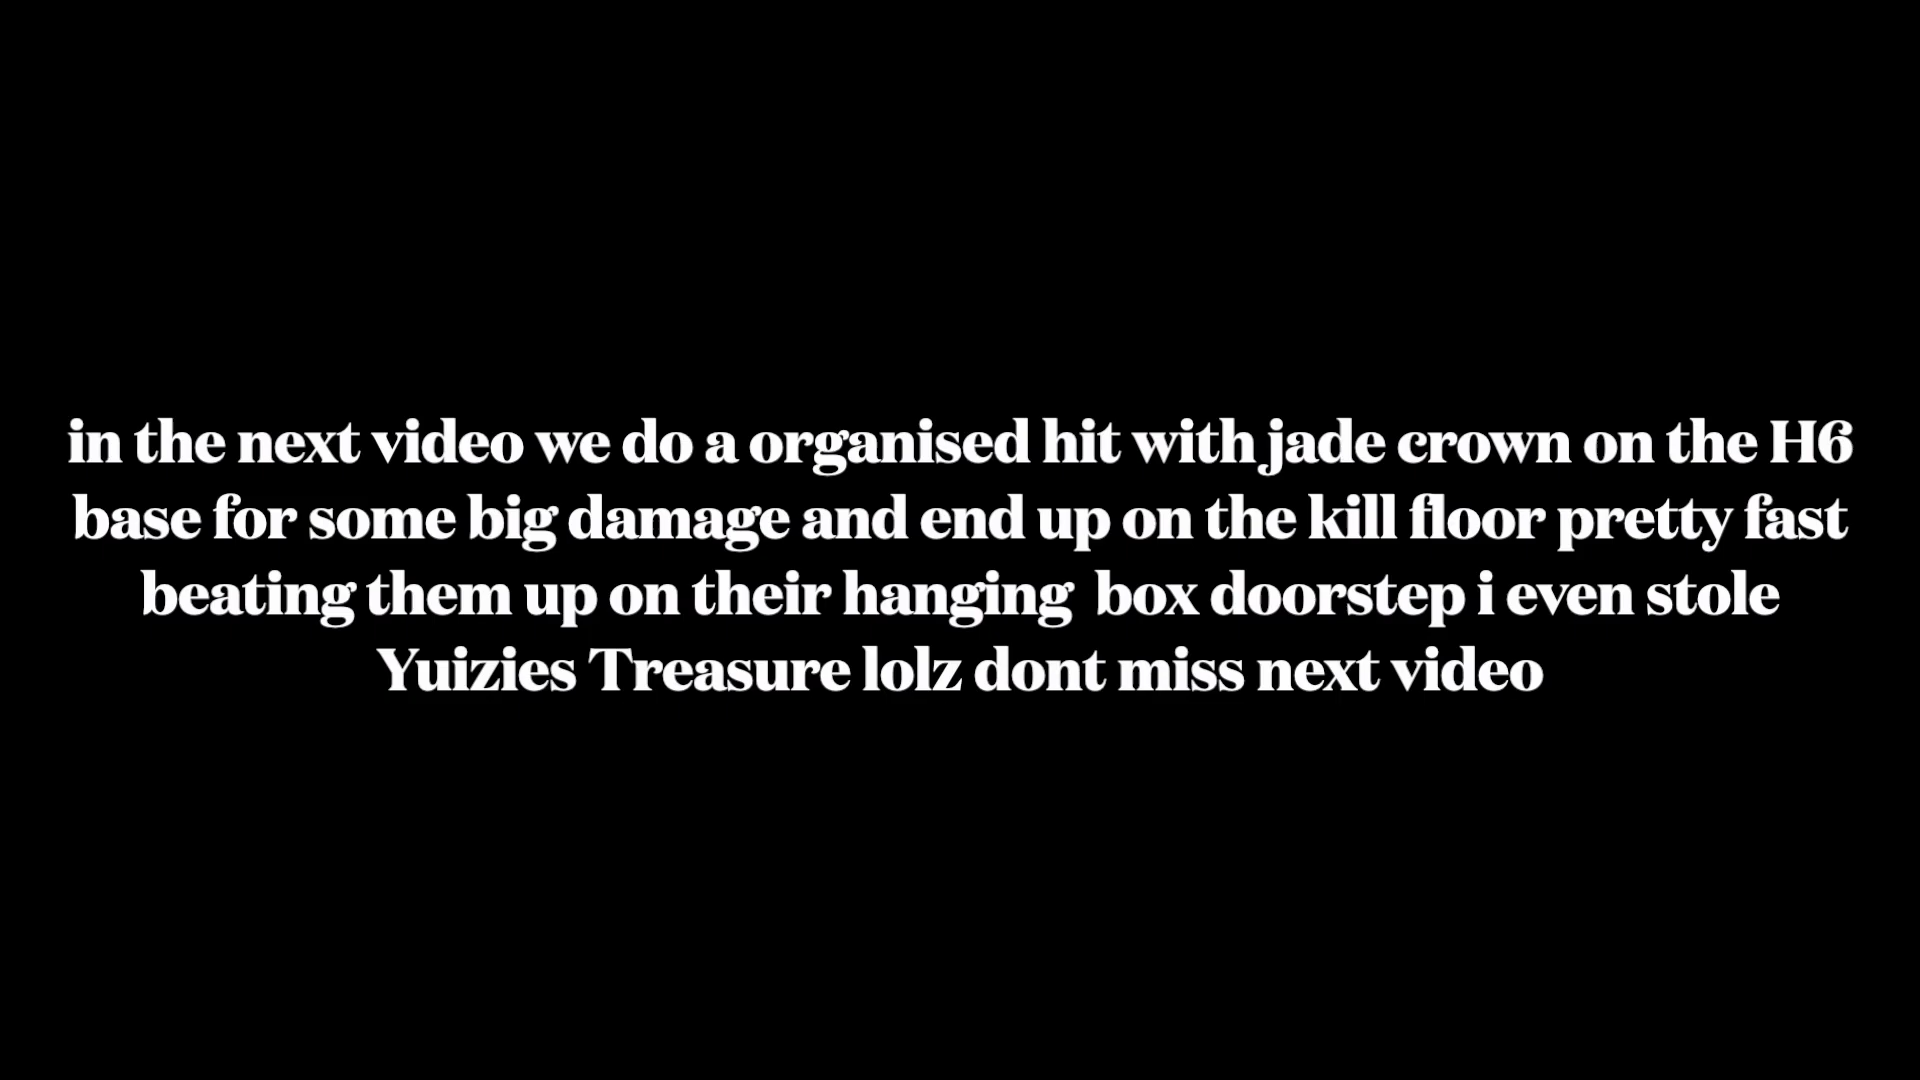 in the next video we do a organised hit with jade crown on the H6
base for some big damage and end up on the kill floor pretty fast
beating them up on their hanging  box doorstep i even stole
Yuizies Treasure lolz dont miss next video